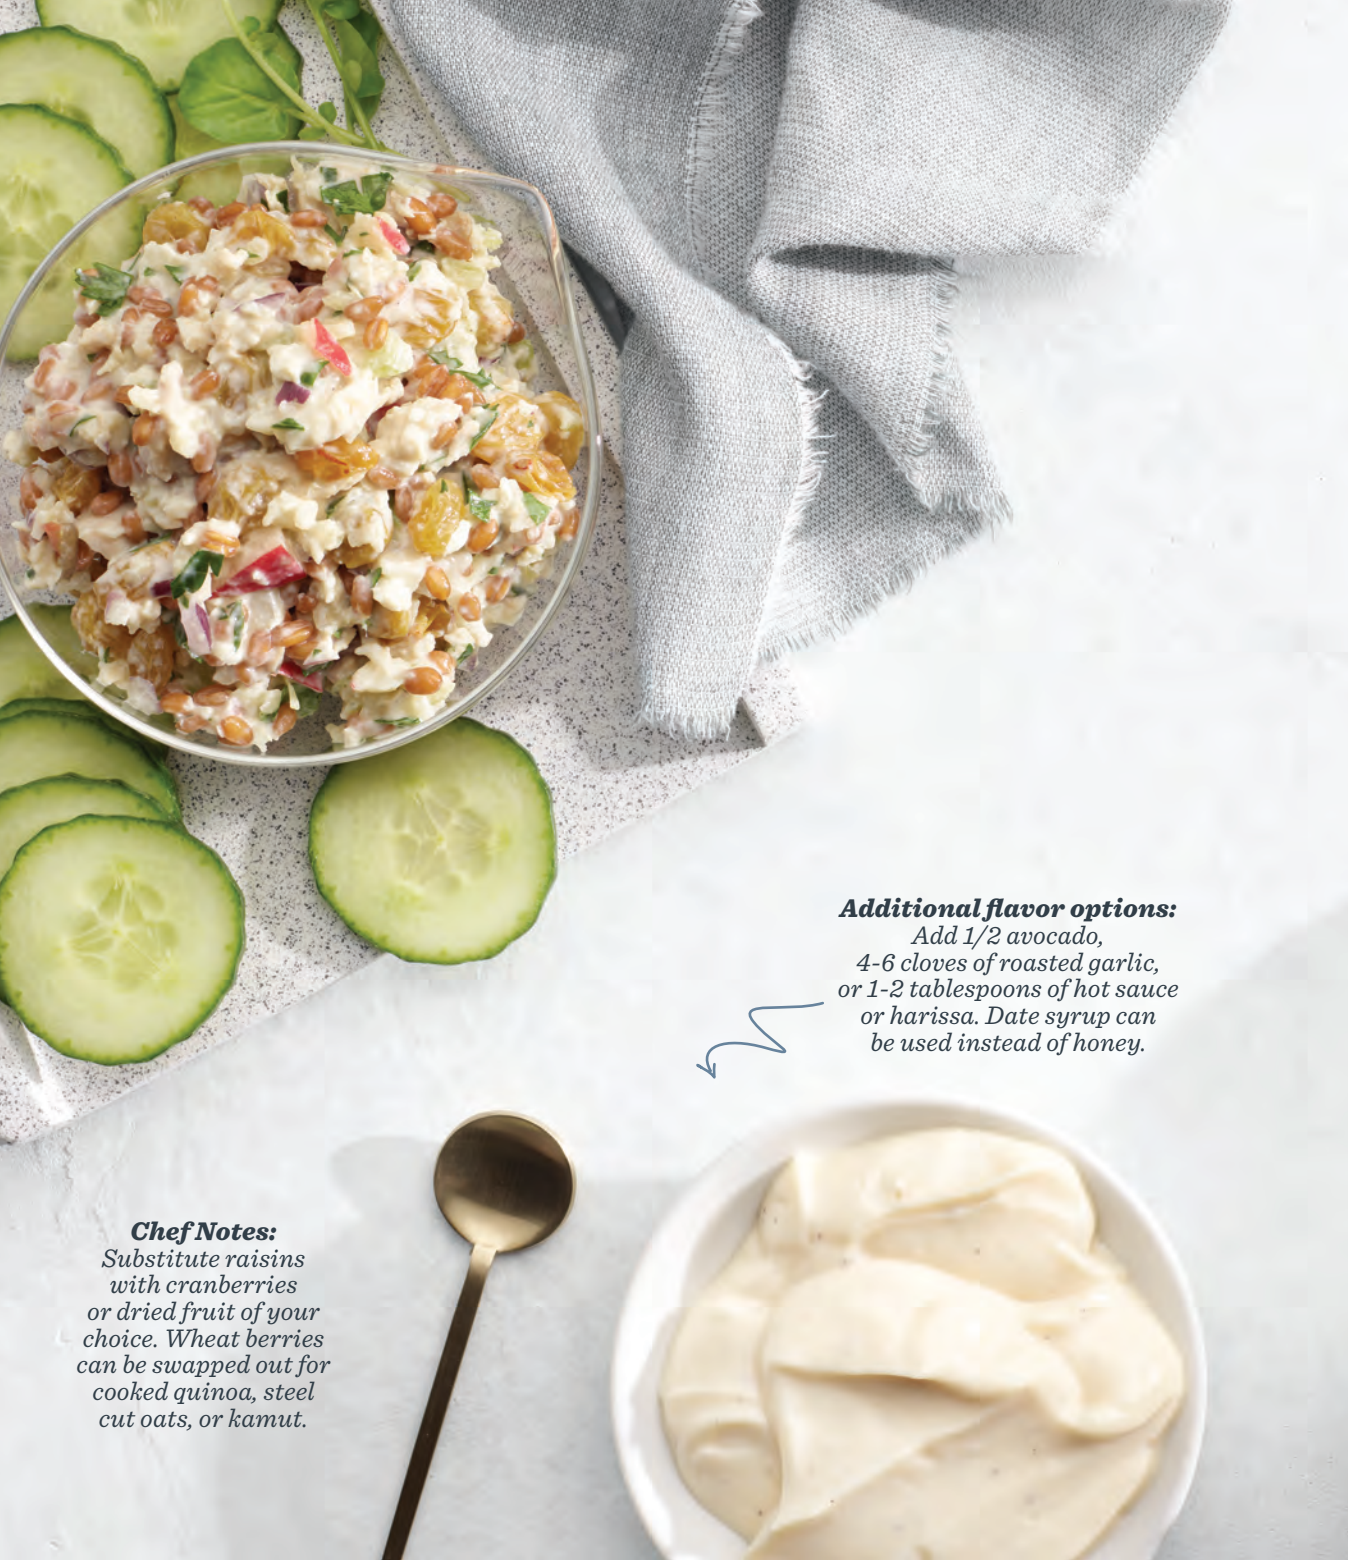 Additional flavor options:
Add 1/2 avocado,
4-6 cloves of roasted garlic,
or 1-2 tablespoons of hot sauce
or harissa. Date syrup can
be used instead of honey.
Chef Notes:
Substitute raisins
with cranberries
or dried fruit of your
choice. Wheat berries
can be swapped out for
cooked quinoa, steel
cut oats, or kamut.